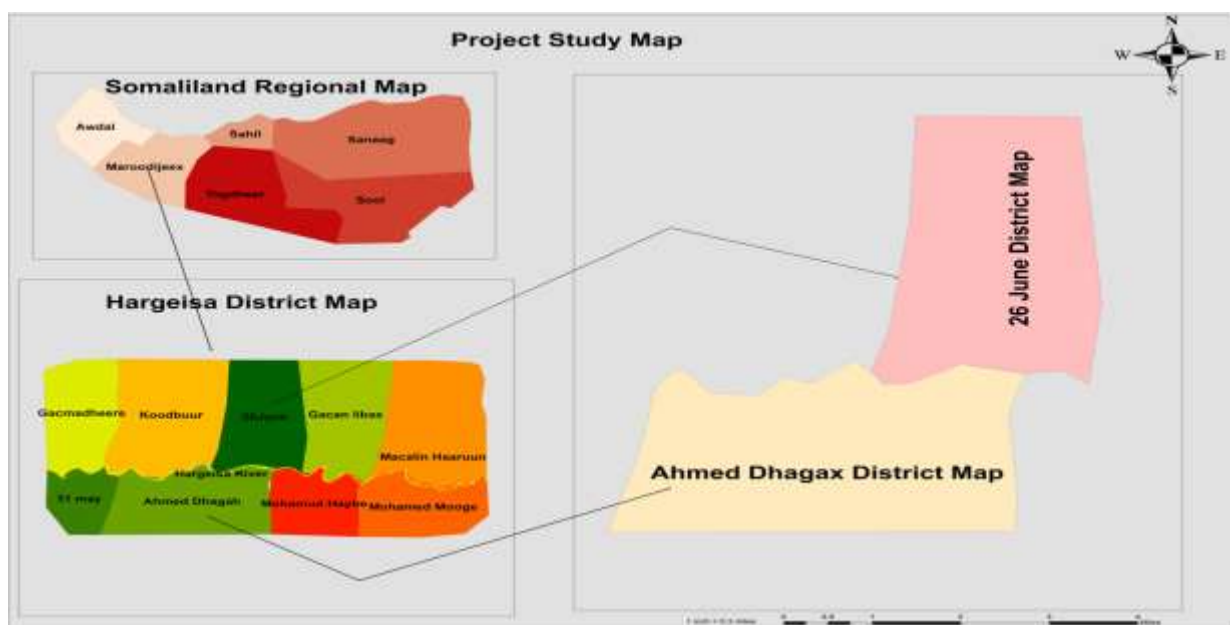 Project Study Map
N
W E
S
Somaliland Regional Map
Awdal
Sahil
Sanaag
Maroodijeex
Togdheer
Sool
Hargeisa District Map
Gacmadheere
Koodbuur
26June
Gacan libax
Macalin Haaruun
Hargeisa River
31 may
Ahmed Dhagah
Mohamud Haybe
Mohamed Mooge
26 June District Map
Ahmed Dhagax District Map